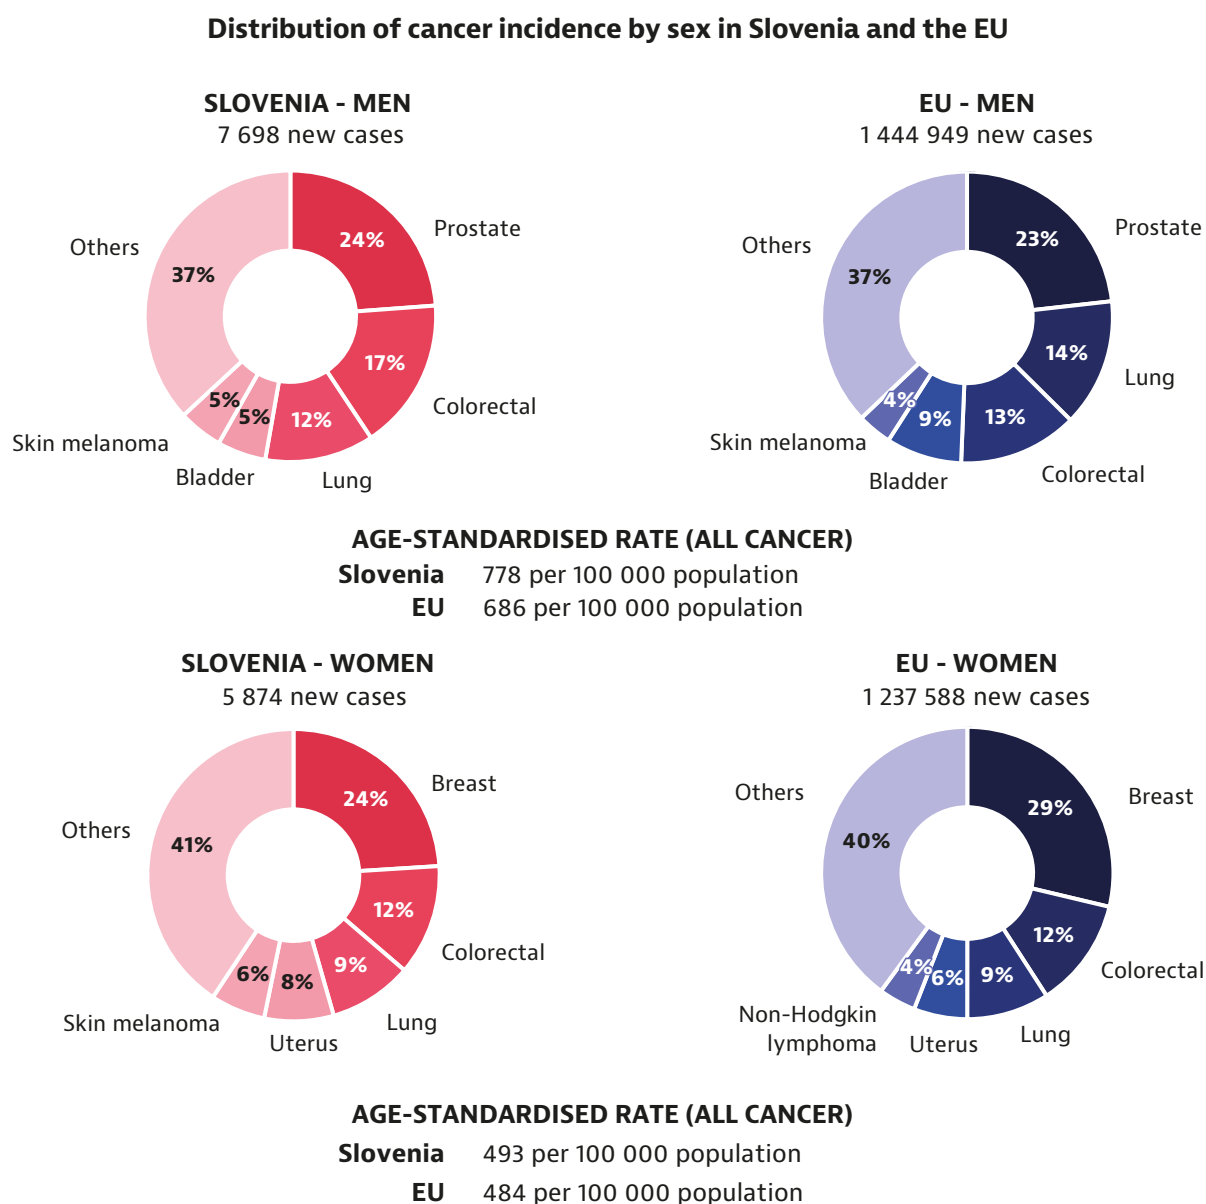 Distribution of cancer incidence by sex in Slovenia and the EU
SLOVENIA - MEN
7 698 new cases
Others
37%
24%
Prostate
17%
Colorectal
12%
Lung
5%
Bladder
5%
Skin melanoma
EU - MEN
1 444 949 new cases
Others
37%
23%
Prostate
14%
Lung
13%
Colorectal
9%
Bladder
4%
Skin melanoma
AGE-STANDARDISED RATE (ALL CANCER)
Slovenia 778 per 100 000 population
EU 686 per 100 000 population
SLOVENIA - WOMEN
5 874 new cases
Others
41%
24%
Breast
12%
Colorectal
9%
Lung
8%
Uterus
6%
Skin melanoma
EU - WOMEN
1 237 588 new cases
Others
40%
29%
Breast
12%
Colorectal
9%
Lung
6%
Uterus
4%
Non-Hodgkin
lymphoma
AGE-STANDARDISED RATE (ALL CANCER)
Slovenia 493 per 100 000 population
EU 484 per 100 000 population